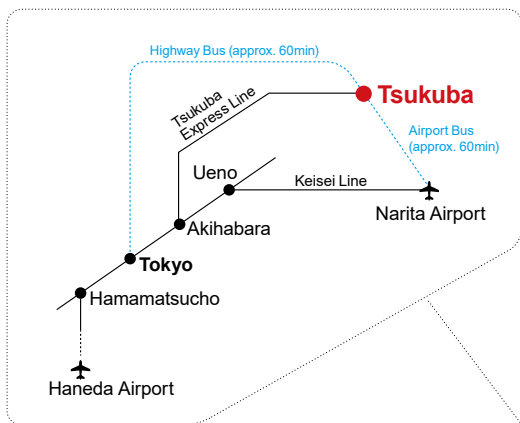 Highway Bus (approx. 60min)
Tsukuba
Tsukuba
Express Line
Airport Bus
(approx. 60min)
Ueno
Keisei Line
Narita Airport
Akihabara
Tokyo
Hamamatsucho
Haneda Airport